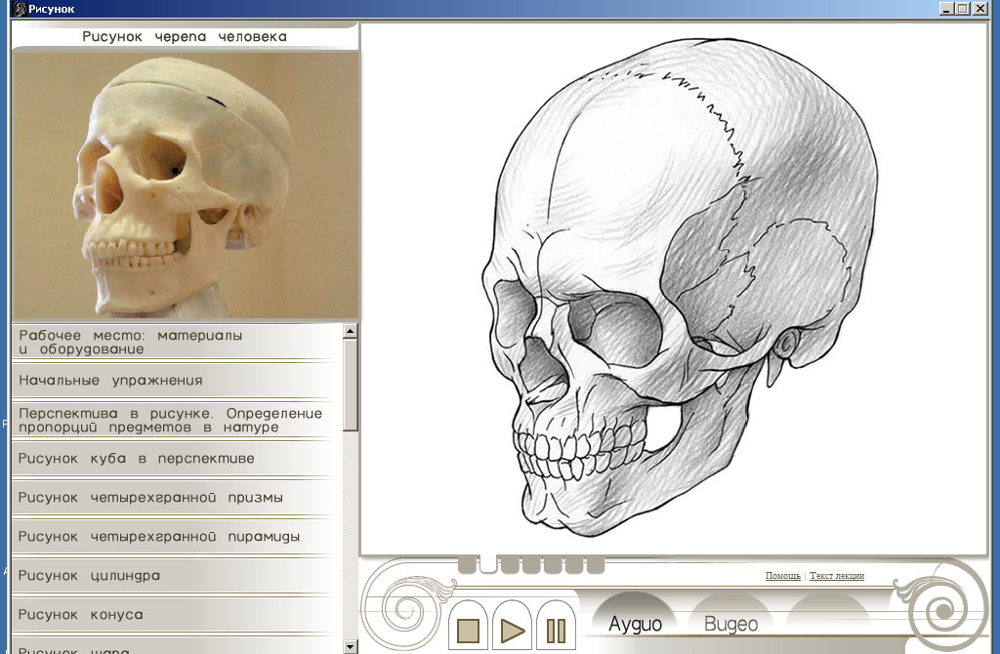 Рисунок
Рисунок черепа человека
Рабочее место: материалы
и оборудование
Начальные упражнения
Перспектива в рисунке. Определение
пропорций предметов в натуре
Рисунок куба в перспективе
Рисунок четырехгранной призмы
Рисунок четырехгранной пирамиды
Рисунок цилиндра
Рисунок конуса
Рисунок шара
Помощь | Текст лекции
Аудио
Видео